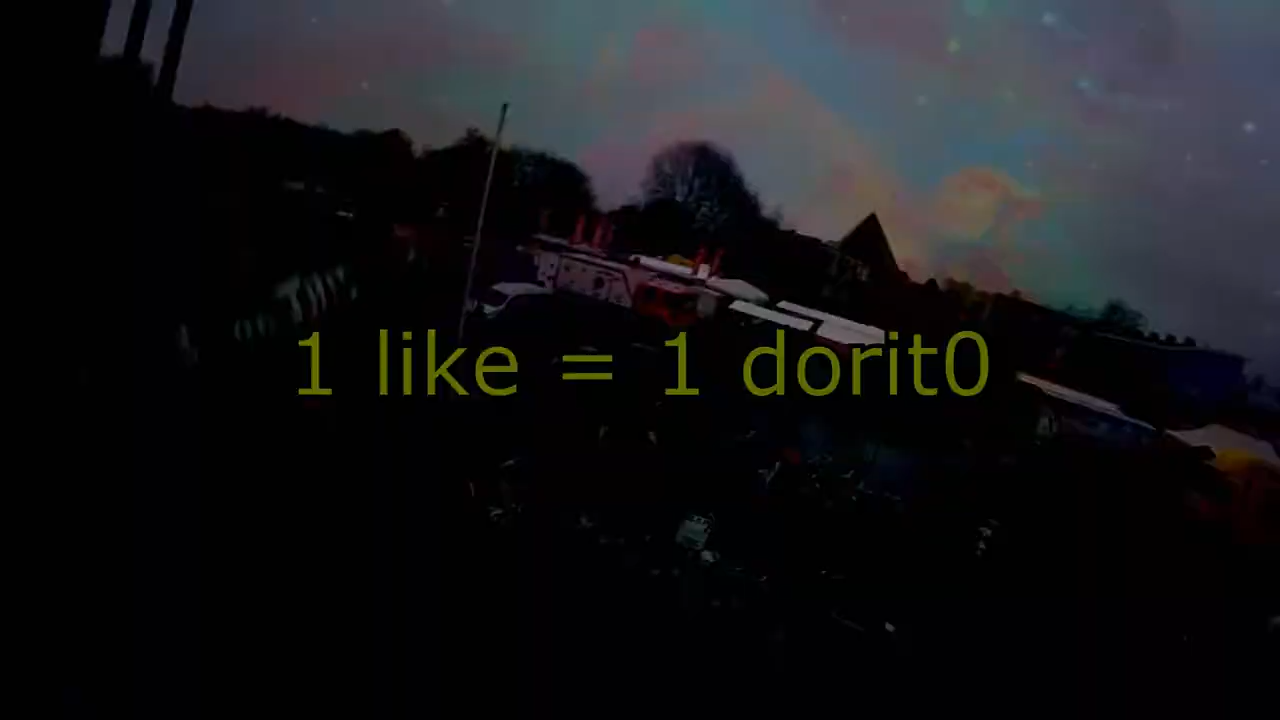 1 like = 1 dorit0